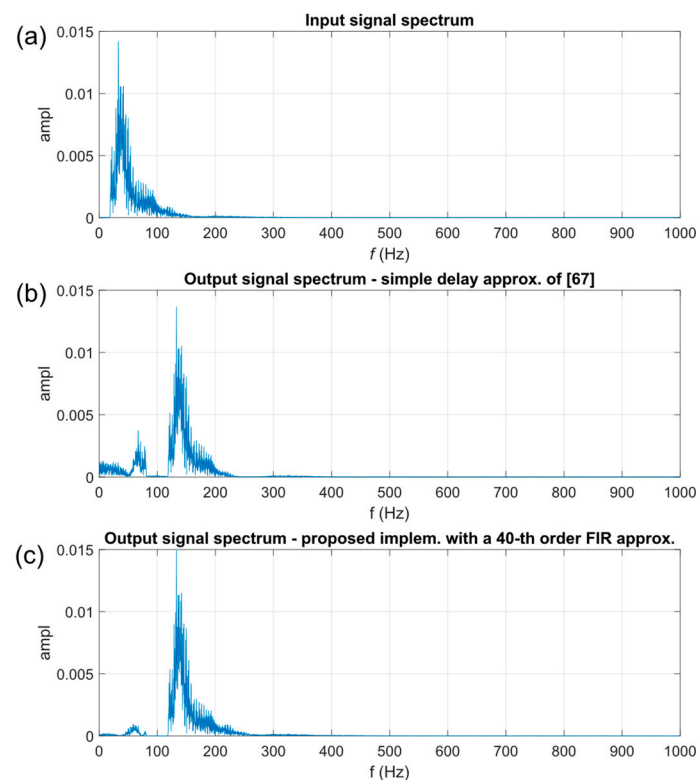 (a)
Input signal spectrum
0.015
0.01
0.005
0
ampl
0 100 200 300 400 500 600 700 800 900 1000
f (Hz)
(b)
Output signal spectrum - simple delay approx. of [67]
0.015
0.01
0.005
0
ampl
0 100 200 300 400 500 600 700 800 900 1000
f (Hz)
(c)
Output signal spectrum - proposed implem. with a 40-th order FIR approx.
0.015
0.01
0.005
0
ampl
0 100 200 300 400 500 600 700 800 900 1000
f (Hz)